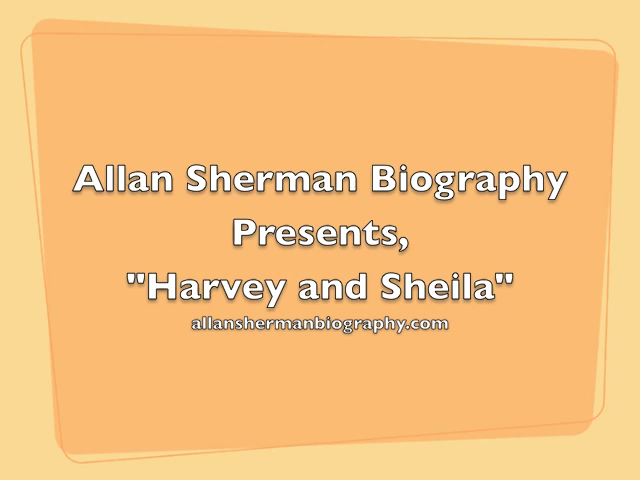 Allan Sherman Biography
Presents,
"Harvey and Sheila"
allanshermanbiography.com